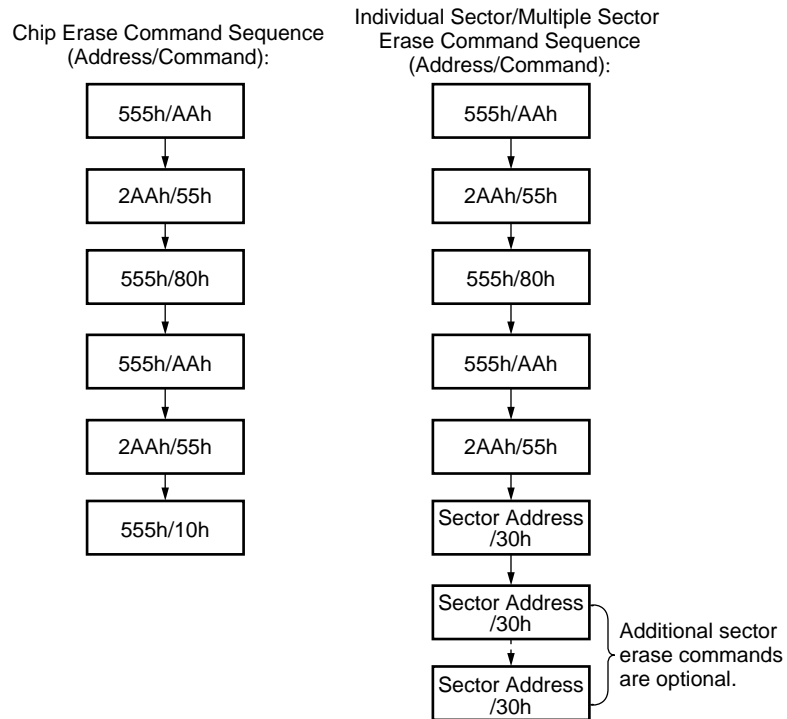 Chip Erase Command Sequence
(Address/Command):
555h/AAh
2AAh/55h
555h/80h
555h/AAh
2AAh/55h
555h/10h
Individual Sector/Multiple Sector
Erase Command Sequence
(Address/Command):
555h/AAh
2AAh/55h
555h/80h
555h/AAh
2AAh/55h
Sector Address
/30h
Sector Address
/30h
Sector Address
/30h
Additional sector
erase commands
are optional.